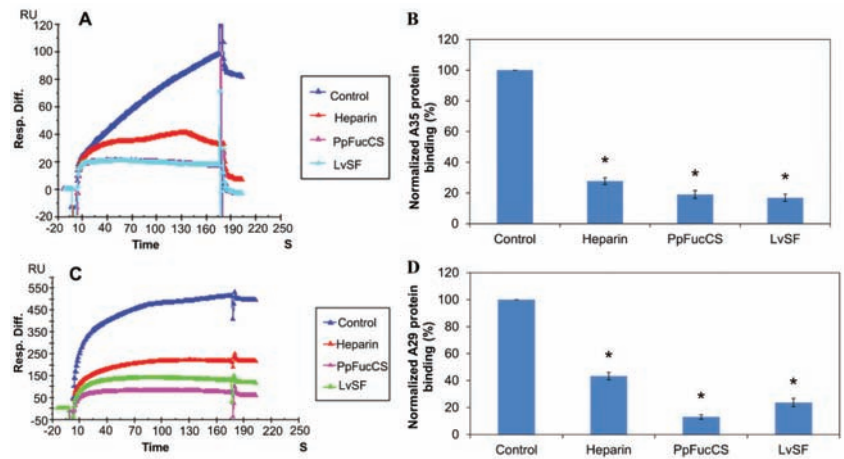 RU
A
120
100
80
60
40
20
0
-20
Resp. Diff.
-20 10 40 70 100 130 160 190 220 250
Time S
Control
Heparin
PpFucCS
LvSF
B
Normalized A35 protein
binding (%)
120
100
80
60
40
20
0
*
*
*
Control Heparin PpFucCS LvSF
RU
C
550
450
350
250
150
50
-50
Resp. Diff.
-20 10 40 70 100 130 160 190 220 250
Time S
Control
Heparin
PpFucCS
LvSF
D
Normalized A29 protein
binding (%)
120
100
80
60
40
20
0
*
*
*
Control Heparin PpFucCS LvSF